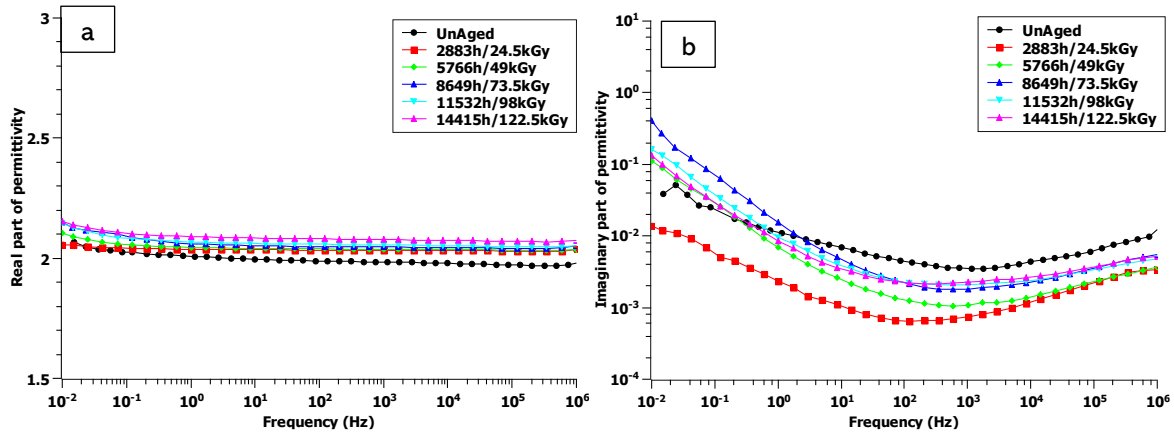 a
UnAged
2883h/24.5kGy
5766h/49kGy
8649h/73.5kGy
11532h/98kGy
14415h/122.5kGy
Real part of permittivity
3
2.5
2
1.5
10⁻² 10⁻¹ 10⁰ 10¹ 10² 10³ 10⁴ 10⁵ 10⁶
Frequency (Hz)
b
UnAged
2883h/24.5kGy
5766h/49kGy
8649h/73.5kGy
11532h/98kGy
14415h/122.5kGy
Imaginary part of permittivity
10¹
10⁰
10⁻¹
10⁻²
10⁻³
10⁻⁴
10⁻² 10⁻¹ 10⁰ 10¹ 10² 10³ 10⁴ 10⁵ 10⁶
Frequency (Hz)